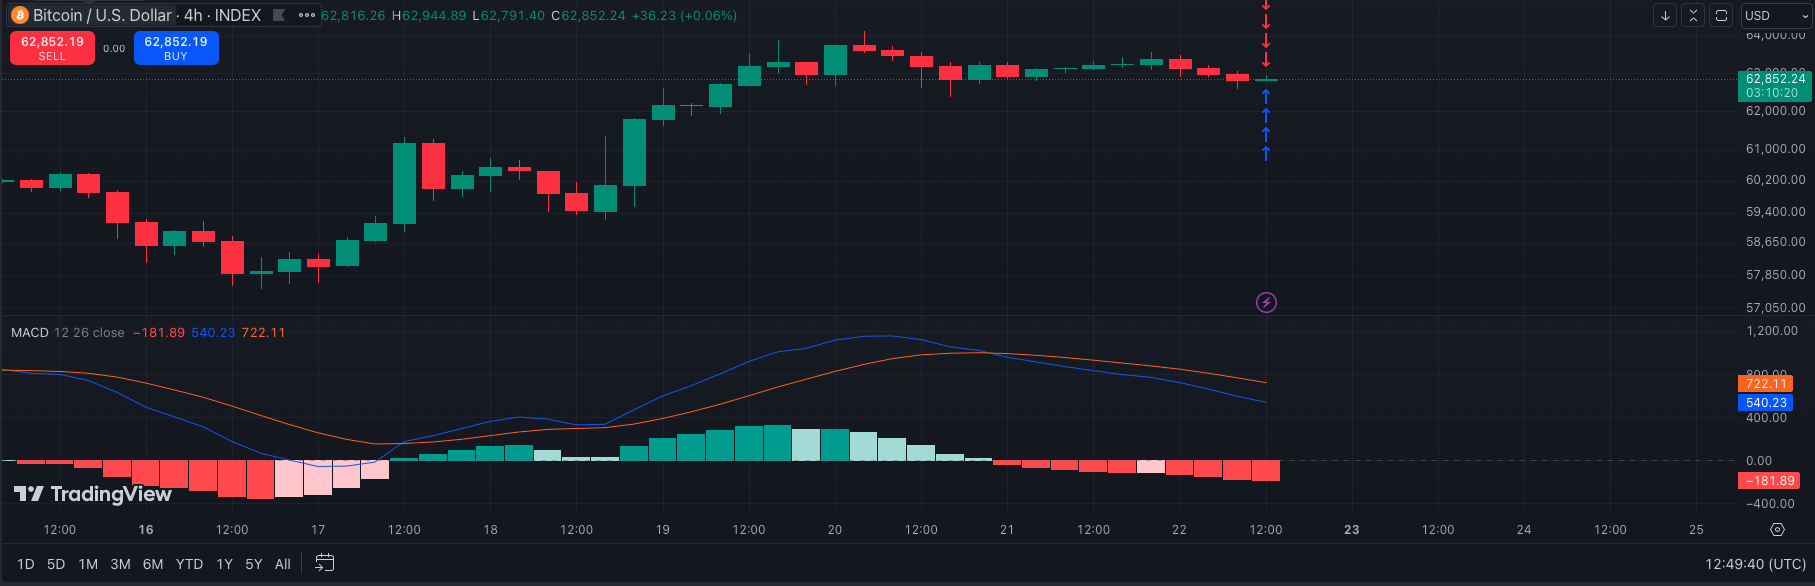 Bitcoin / U.S. Dollar · 4h · INDEX 62,816.26 H62,944.89 L62,791.40 C62,852.24 +36.23 (+0.06%)
USD
62,852.19
SELL
0.00
62,852.19
BUY
64,000.00
62,852.24
03:10:20
62,000.00
61,000.00
60,200.00
59,400.00
58,650.00
57,850.00
57,050.00
MACD 12 26 close −181.89 540.23 722.11
1,200.00
800.00
722.11
540.23
400.00
0.00
−181.89
−400.00
TradingView
12:00 16 12:00 17 12:00 18 12:00 19 12:00 20 12:00 21 12:00 22 12:00 23 12:00 24 12:00 25
1D 5D 1M 3M 6M YTD 1Y 5Y All
12:49:40 (UTC)